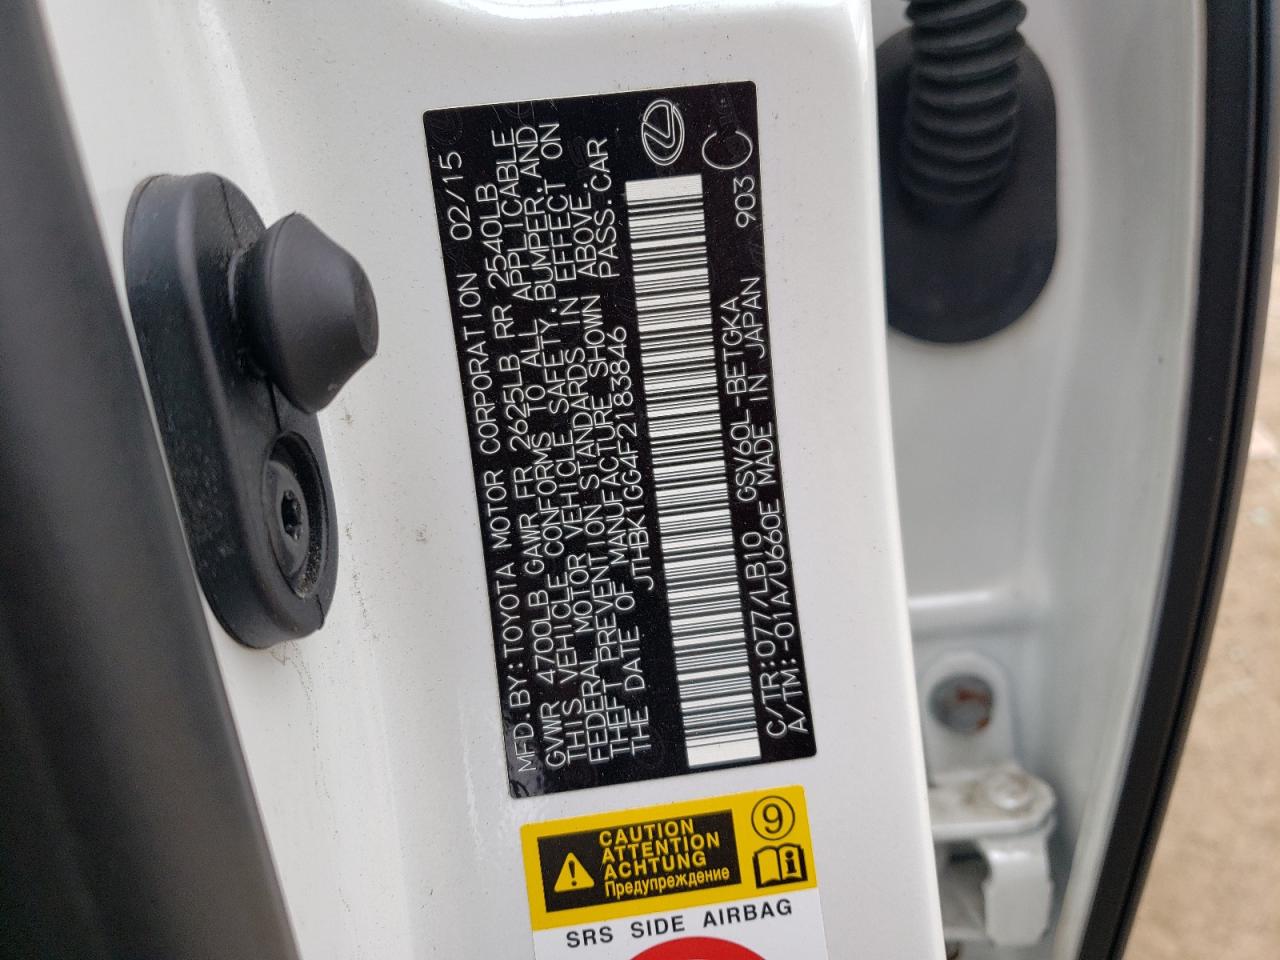 MFD. BY: TOYOTA MOTOR CORPORATION 02/15
GVWR 4700LB GAWR FR 2625LB RR 2540LB
THIS VEHICLE CONFORMS TO ALL APPLICABLE
FEDERAL MOTOR VEHICLE SAFETY, BUMPER, AND
THEFT PREVENTION STANDARDS IN EFFECT ON
THE DATE OF MANUFACTURE SHOWN ABOVE.
JTHBK1GG4F2183846 PASS. CAR
C/TR: 077/LB10 GSV60L-BETGKA 903
A/TM: -01A/U660E MADE IN JAPAN
CAUTION
ATTENTION
ACHTUNG
Предупреждение
9
i
SRS SIDE AIRBAG